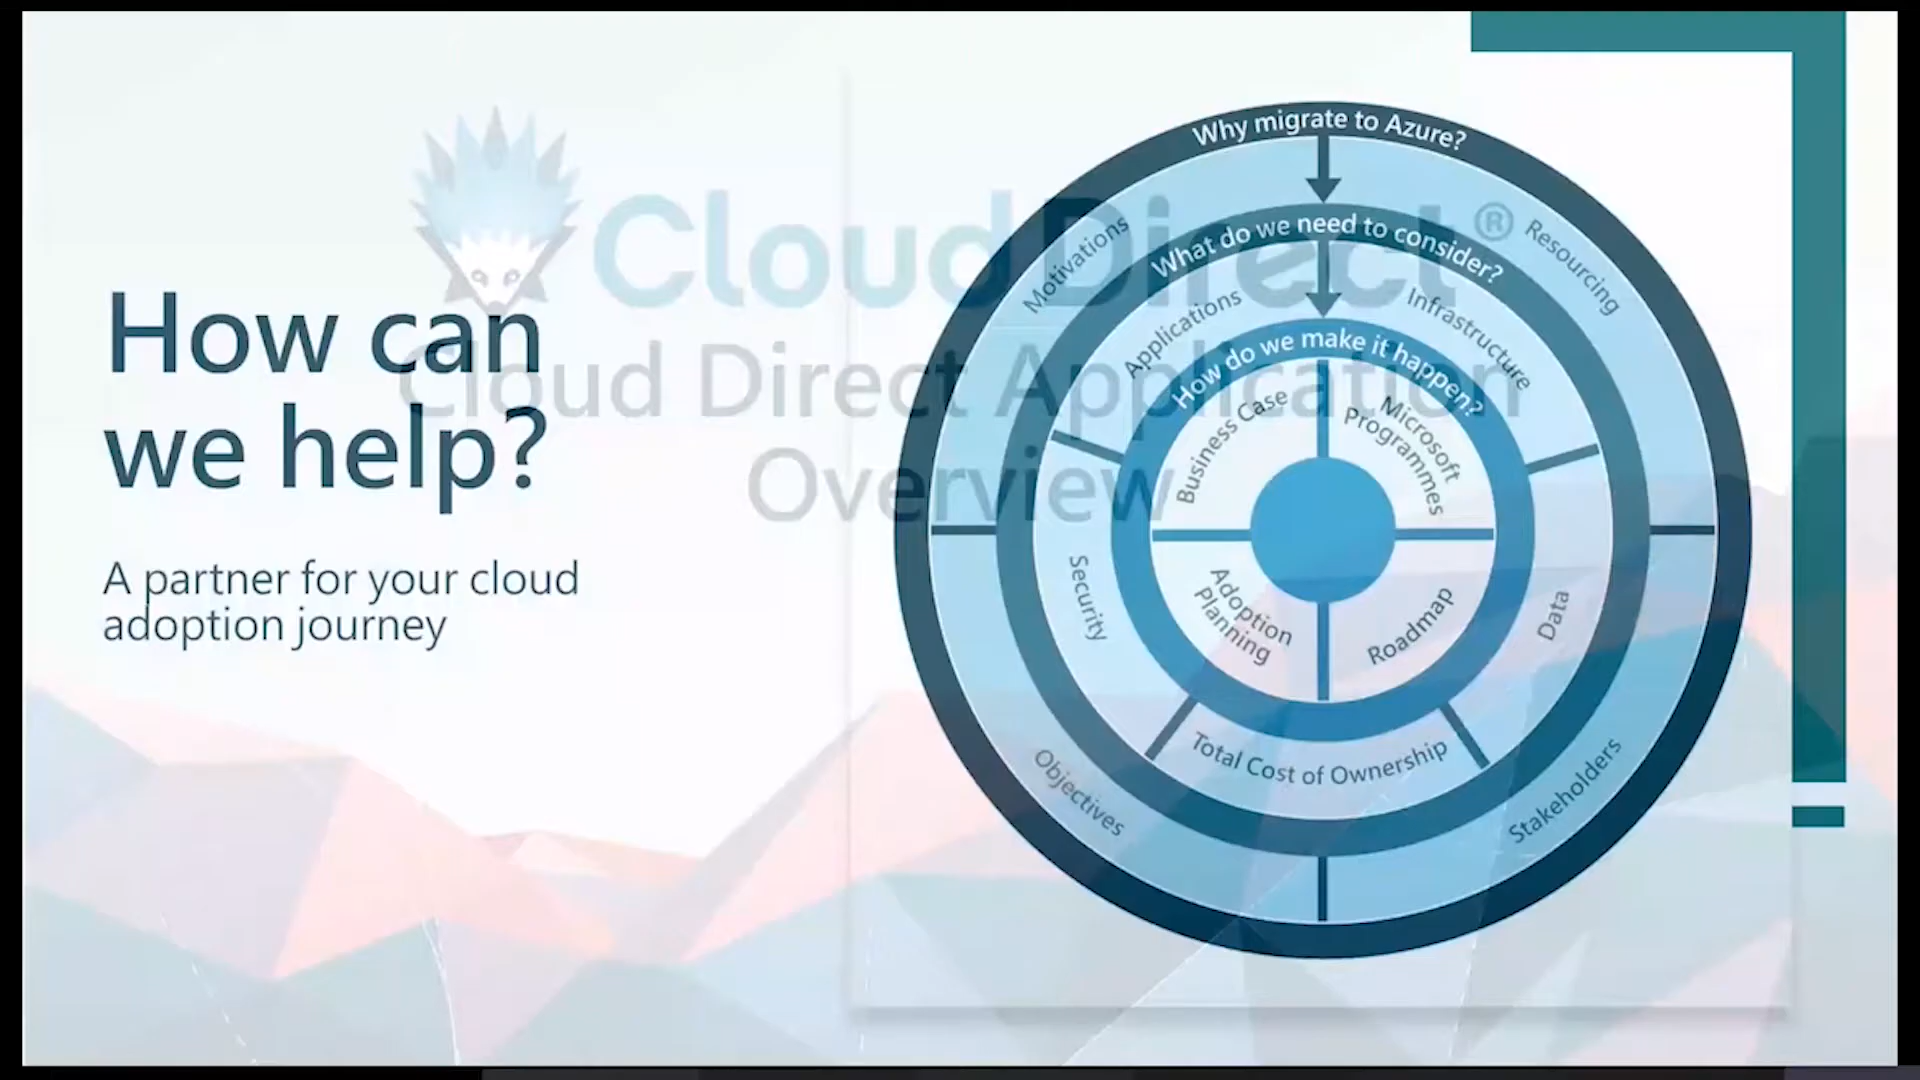 How can
we help?
A partner for your cloud
adoption journey
CloudDirect®
Cloud Direct Application
Overview
Why migrate to Azure?
Motivations
Resourcing
Objectives
Stakeholders
What do we need to consider?
Applications
Infrastructure
Security
Data
Total Cost of Ownership
How do we make it happen?
Business Case
Microsoft
Programmes
Adoption
Planning
Roadmap